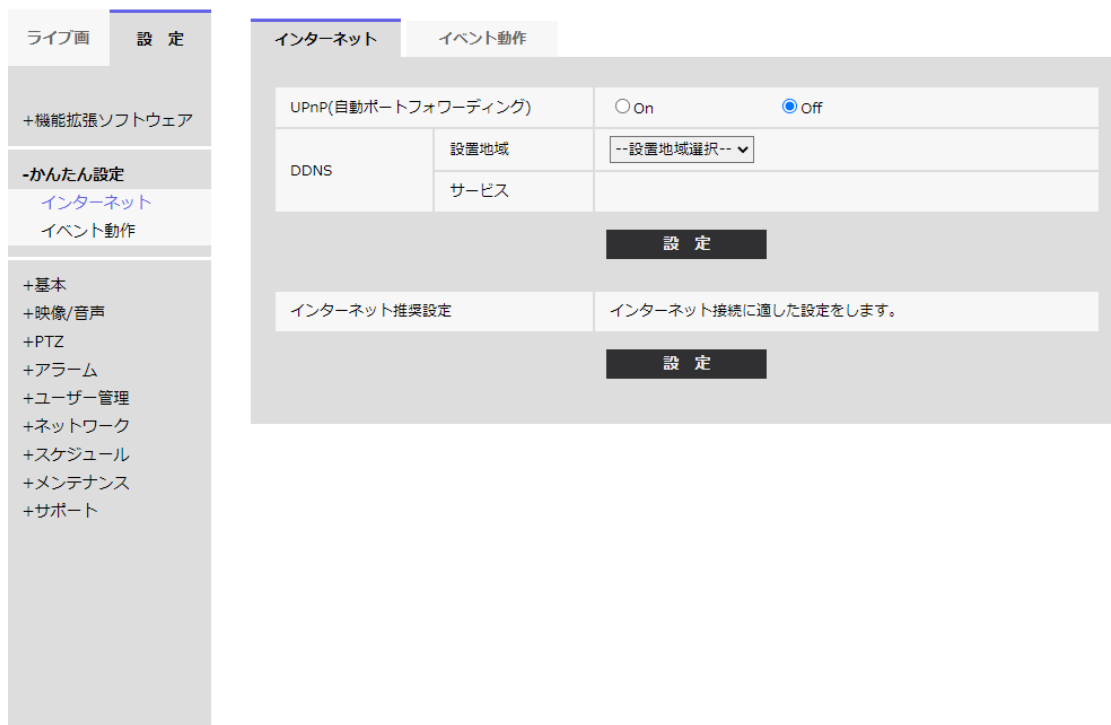 ライブ画
設 定
+機能拡張ソフトウェア
-かんたん設定
インターネット
イベント動作
+基本
+映像/音声
+PTZ
+アラーム
+ユーザー管理
+ネットワーク
+スケジュール
+メンテナンス
+サポート
インターネット
イベント動作
UPnP(自動ポートフォワーディング)
On
Off
DDNS
設置地域
--設置地域選択--
サービス
設 定
インターネット推奨設定
インターネット接続に適した設定をします。
設 定